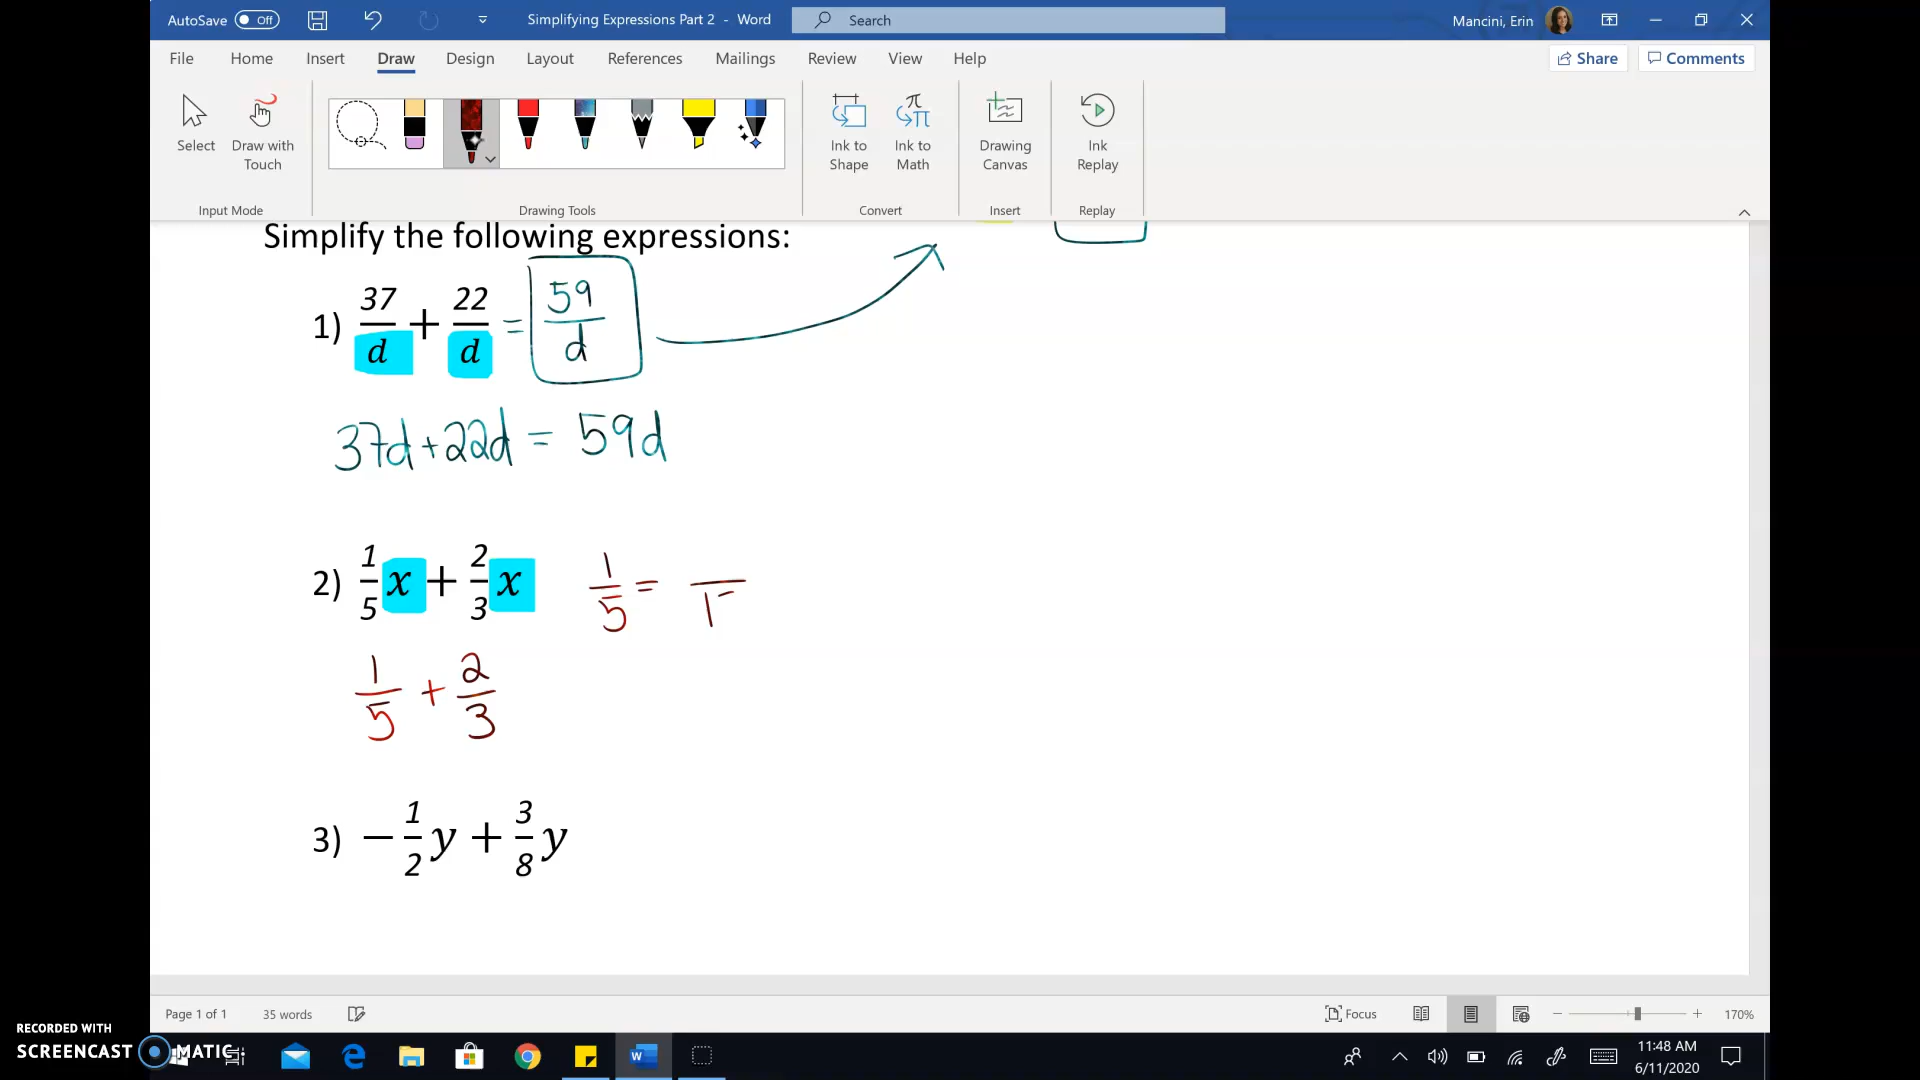 AutoSave Off Simplifying Expressions Part 2 - Word Search Mancini, Erin
File Home Insert Draw Design Layout References Mailings Review View Help Share Comments
Select Draw with Touch Ink to Shape Ink to Math Drawing Canvas Ink Replay
Input Mode Drawing Tools Convert Insert Replay
Simplify the following expressions:
1) 37/d + 22/d = 59/d
37d + 22d = 59d
2) 1/5 x + 2/3 x 1/5 =
1/5 + 2/3
3) − 1/2 y + 3/8 y
Page 1 of 1 35 words Focus 170%
RECORDED WITH
SCREENCAST MATIC
11:48 AM
6/11/2020